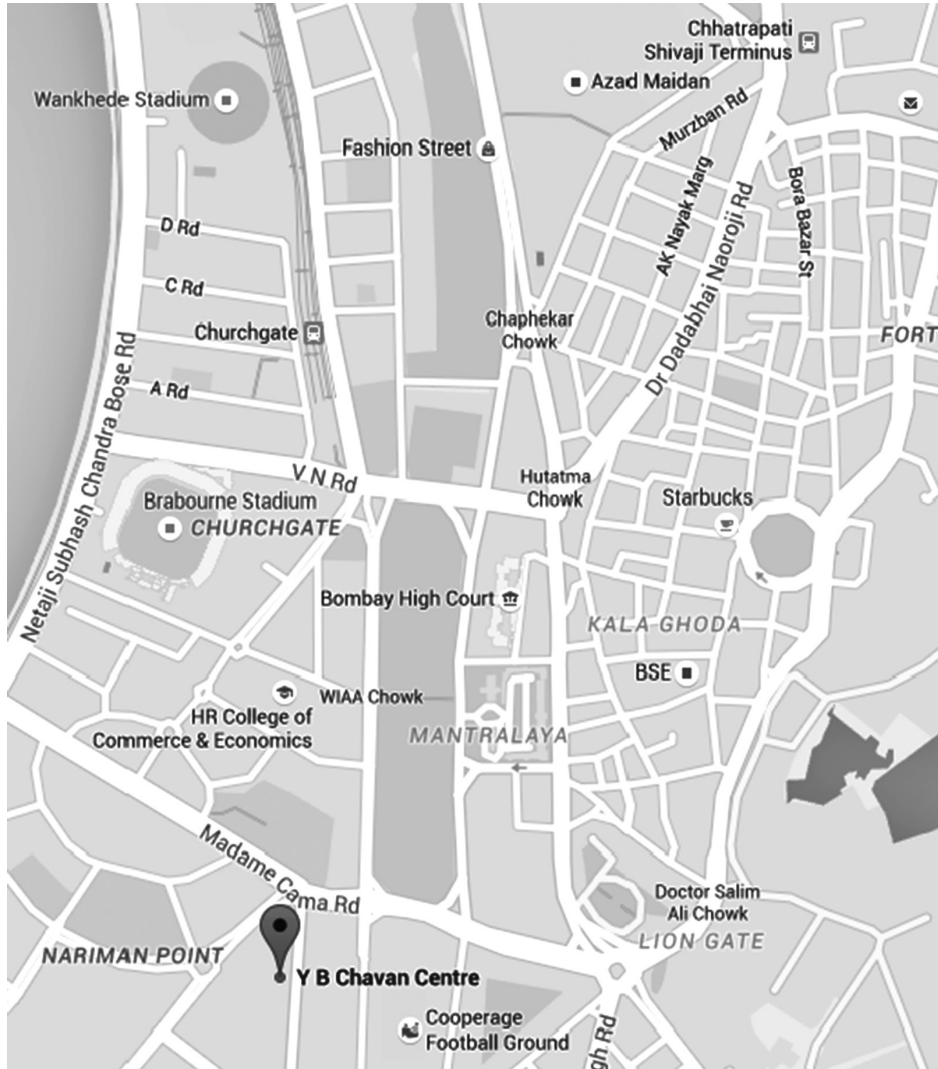 Chhatrapati
Shivaji Terminus
Azad Maidan
Wankhede Stadium
Murzban Rd
Fashion Street
AK Nayak Marg
Bora Bazar St
D Rd
Dr Dadabhai Naoroji Rd
C Rd
Chaphekar
Chowk
Churchgate
FORT
A Rd
Netaji Subhash Chandra Bose Rd
V N Rd
Hutatma
Chowk
Brabourne Stadium
CHURCHGATE
Starbucks
Bombay High Court
KALA GHODA
BSE
WIAA Chowk
HR College of
Commerce & Economics
MANTRALAYA
Madame Cama Rd
Doctor Salim
Ali Chowk
LION GATE
NARIMAN POINT
Y B Chavan Centre
Cooperage
Football Ground
gh Rd